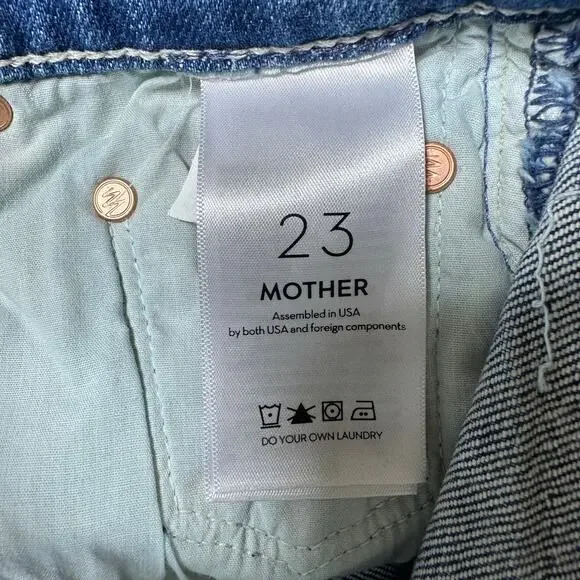 23
MOTHER
Assembled in USA
by both USA and foreign components
DO YOUR OWN LAUNDRY